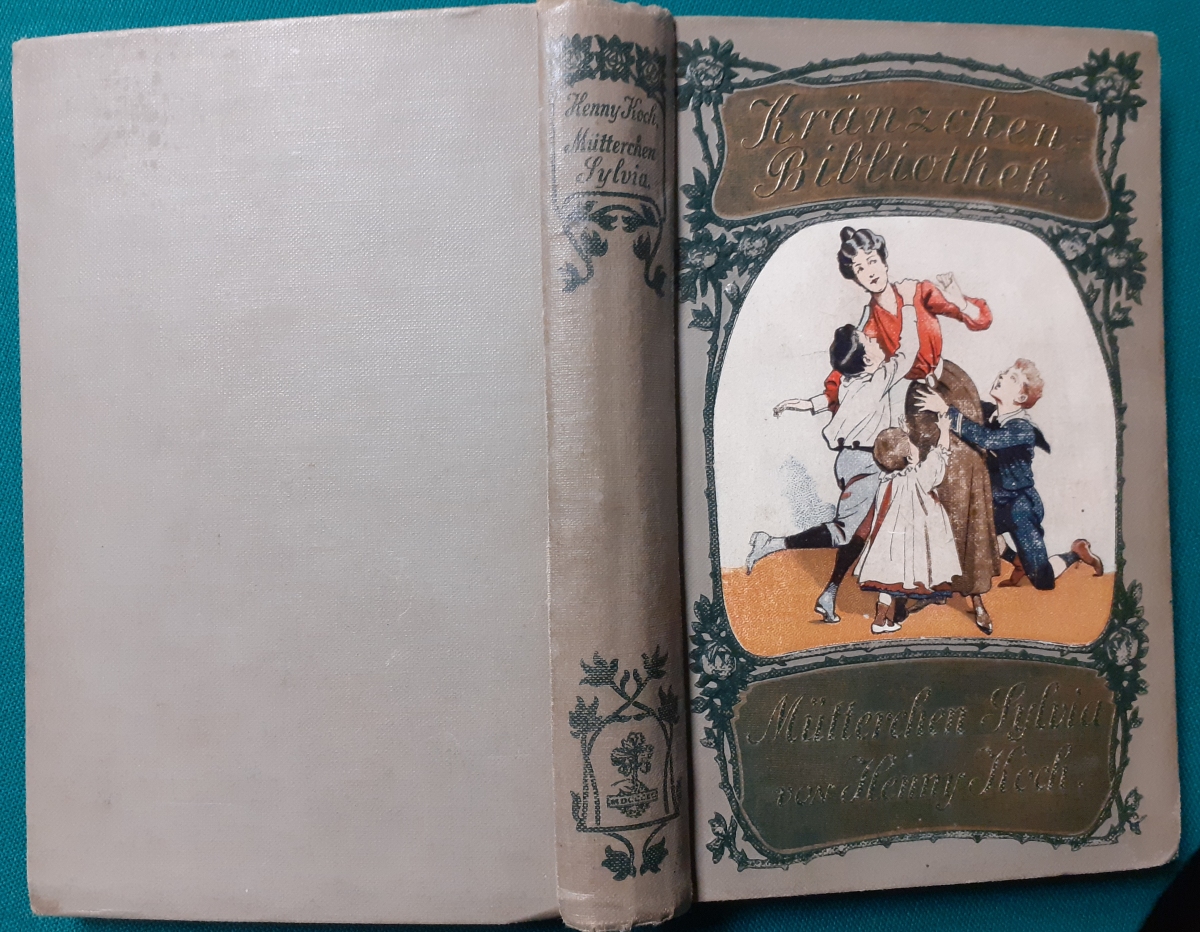 Henny Koch,
Mütterchen
Sylvia.
Kränzchen-
Bibliothek.
Mütterchen Sylvia
von Henny Koch.